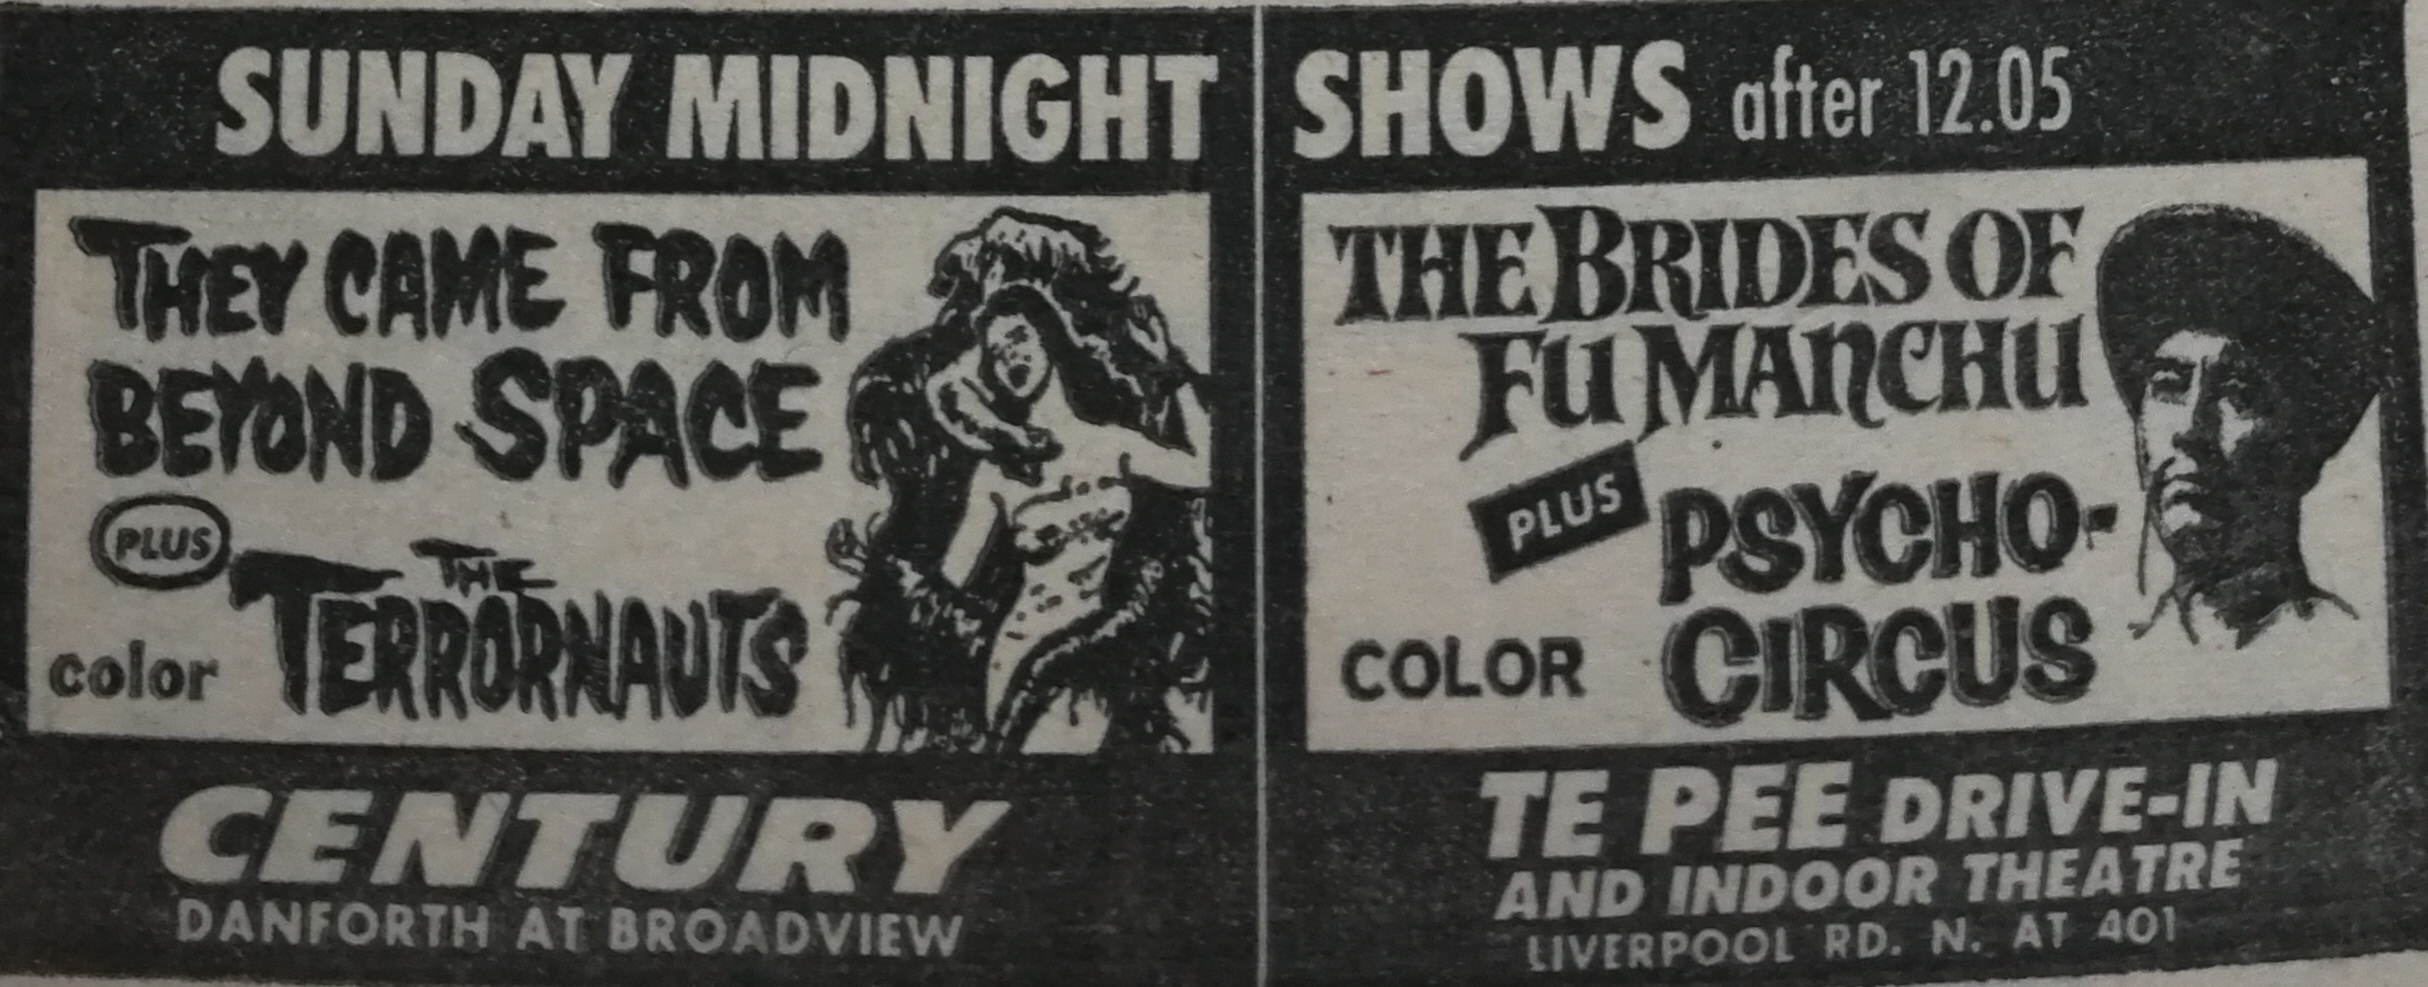 SUNDAY MIDNIGHT SHOWS after 12.05
THEY CAME FROM
BEYOND SPACE
PLUS
THE
TERRORNAUTS
color
CENTURY
DANFORTH AT BROADVIEW
THE BRIDES OF
FU MANCHU
PLUS
PSYCHO-
CIRCUS
COLOR
TE PEE DRIVE-IN
AND INDOOR THEATRE
LIVERPOOL RD. N. AT 401